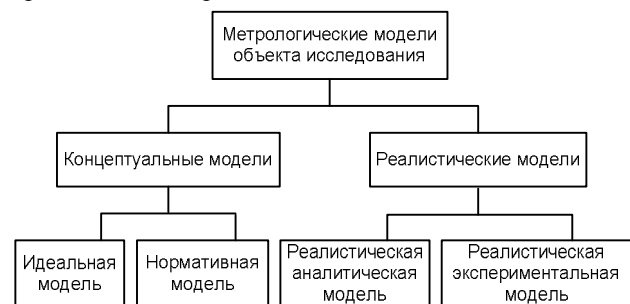 Метрологические модели
объекта исследования
Концептуальные модели
Реалистические модели
Идеальная
модель
Нормативная
модель
Реалистическая
аналитическая
модель
Реалистическая
экспериментальная
модель